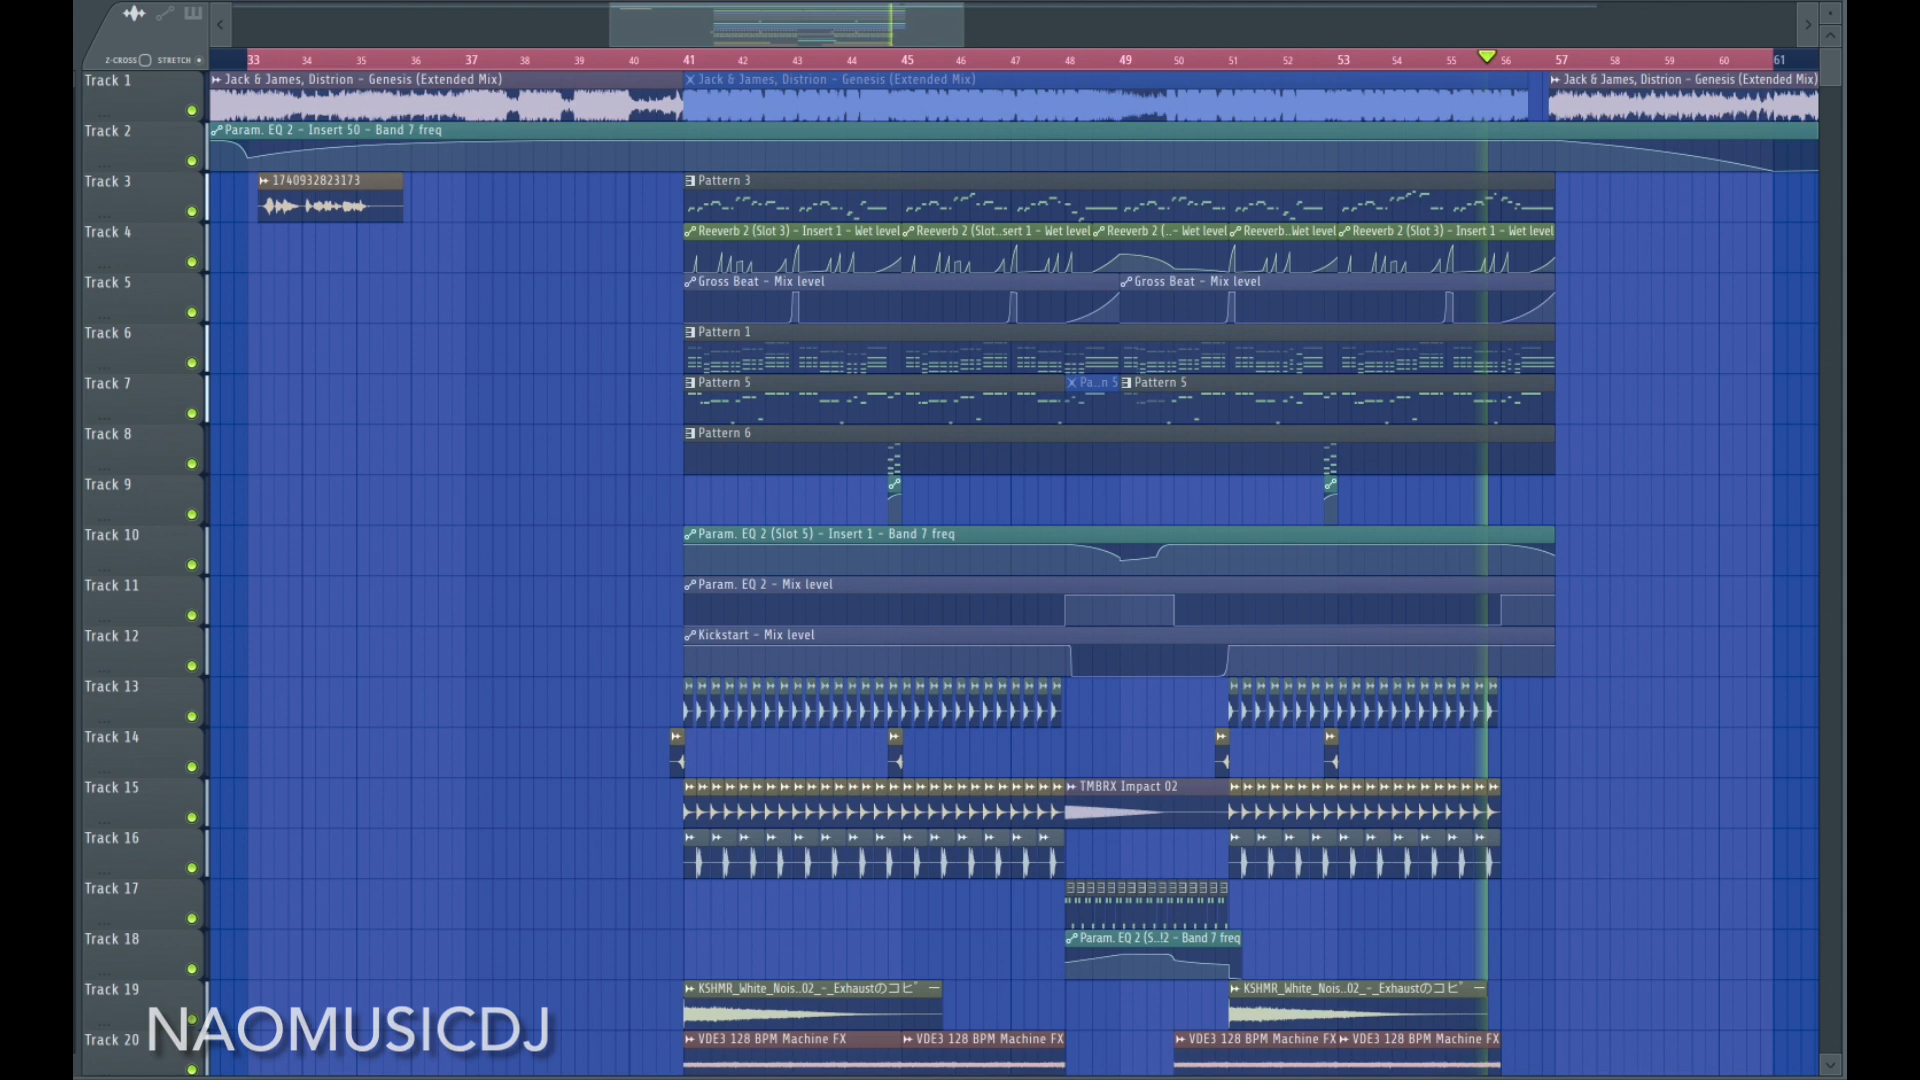 Z-CROSS STRETCH
33 34 35 36 37 38 39 40 41 42 43 44 45 46 47 48 49 50 51 52 53 54 55 56 57 58 59 60 61
Track 1
Jack & James, Distrion - Genesis (Extended Mix)
Jack & James, Distrion - Genesis (Extended Mix)
Jack & James, Distrion - Genesis (Extended Mix)
Track 2
Param. EQ 2 - Insert 50 - Band 7 freq
Track 3
1740932823173
Pattern 3
Track 4
Reeverb 2 (Slot 3) - Insert 1 - Wet level
Reeverb 2 (Slot..sert 1 - Wet level
Reeverb 2 (..- Wet level
Reeverb..Wet level
Reeverb 2 (Slot 3) - Insert 1 - Wet level
Track 5
Gross Beat - Mix level
Gross Beat - Mix level
Track 6
Pattern 1
Track 7
Pattern 5
Pa..n 5
Pattern 5
Track 8
Pattern 6
Track 9
Track 10
Param. EQ 2 (Slot 5) - Insert 1 - Band 7 freq
Track 11
Param. EQ 2 - Mix level
Track 12
Kickstart - Mix level
Track 13
Track 14
Track 15
TMBRX Impact 02
Track 16
Track 17
Track 18
Param. EQ 2 (S..!2 - Band 7 freq
Track 19
KSHMR_White_Nois..02_-_Exhaustのコピー
KSHMR_White_Nois..02_-_Exhaustのコピー
Track 20
VDE3 128 BPM Machine FX
VDE3 128 BPM Machine FX
VDE3 128 BPM Machine FX
VDE3 128 BPM Machine FX
NAOMUSICDJ